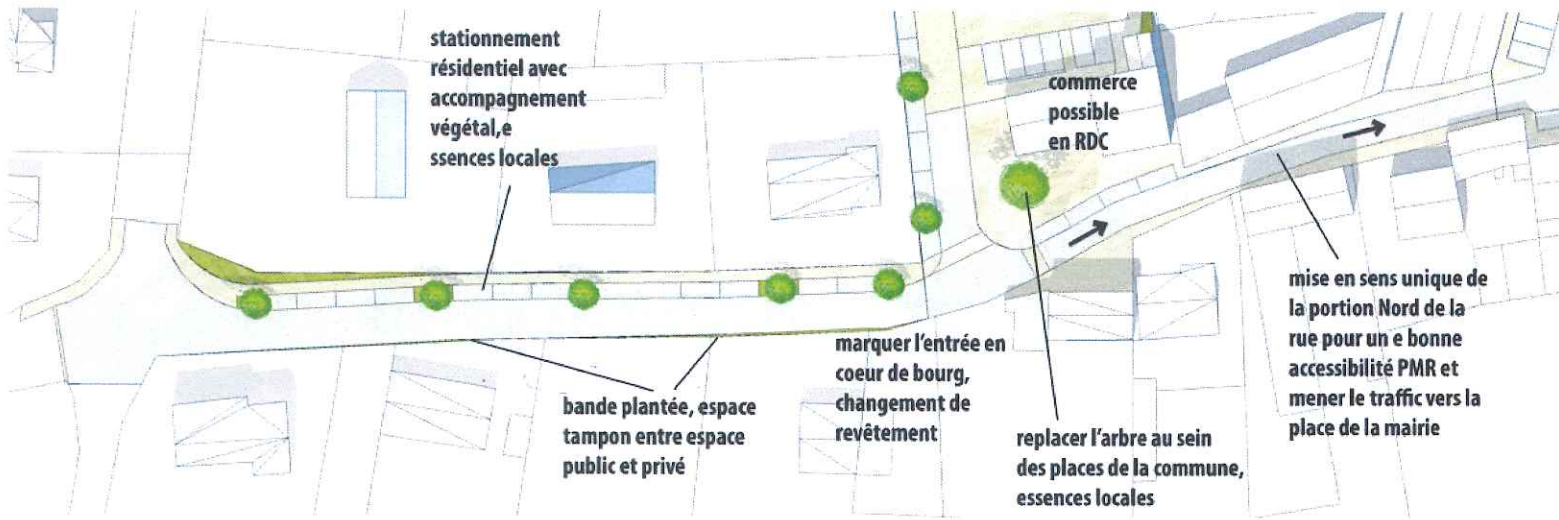 stationnement
résidentiel avec
accompagnement
végétal,e
ssences locales
commerce
possible
en RDC
bande plantée, espace
tampon entre espace
public et privé
marquer l'entrée en
coeur de bourg,
changement de
revêtement
replacer l'arbre au sein
des places de la commune,
essences locales
mise en sens unique de
la portion Nord de la
rue pour un e bonne
accessibilité PMR et
mener le traffic vers la
place de la mairie